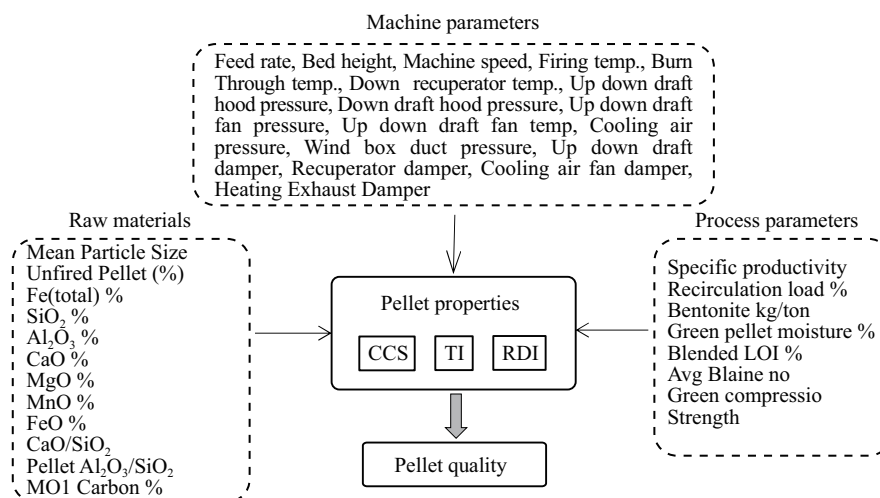 Machine parameters
Feed rate, Bed height, Machine speed, Firing temp., Burn
Through temp., Down recuperator temp., Up down draft
hood pressure, Down draft hood pressure, Up down draft
fan pressure, Up down draft fan temp, Cooling air
pressure, Wind box duct pressure, Up down draft
damper, Recuperator damper, Cooling air fan damper,
Heating Exhaust Damper
Raw materials
Mean Particle Size
Unfired Pellet (%)
Fe(total) %
SiO₂ %
Al₂O₃ %
CaO %
MgO %
MnO %
FeO %
CaO/SiO₂
Pellet Al₂O₃/SiO₂
MO1 Carbon %
Pellet properties
CCS TI RDI
Pellet quality
Process parameters
Specific productivity
Recirculation load %
Bentonite kg/ton
Green pellet moisture %
Blended LOI %
Avg Blaine no
Green compressio
Strength